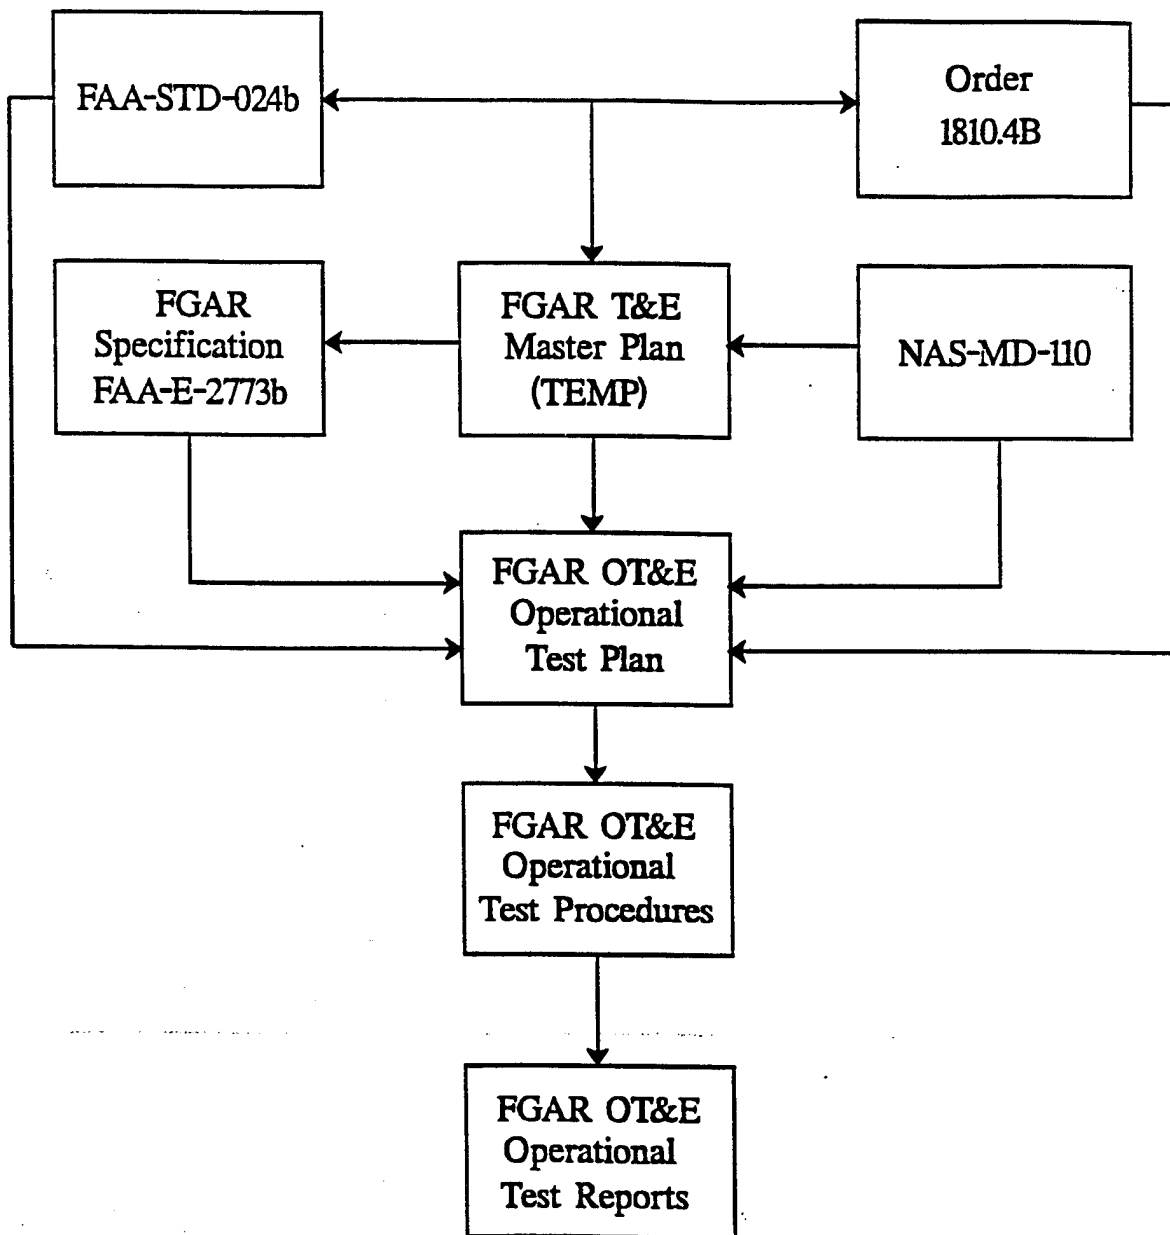 FAA-STD-024b
Order
1810.4B
FGAR
Specification
FAA-E-2773b
FGAR T&E
Master Plan
(TEMP)
NAS-MD-110
FGAR OT&E
Operational
Test Plan
FGAR OT&E
Operational
Test Procedures
FGAR OT&E
Operational
Test Reports